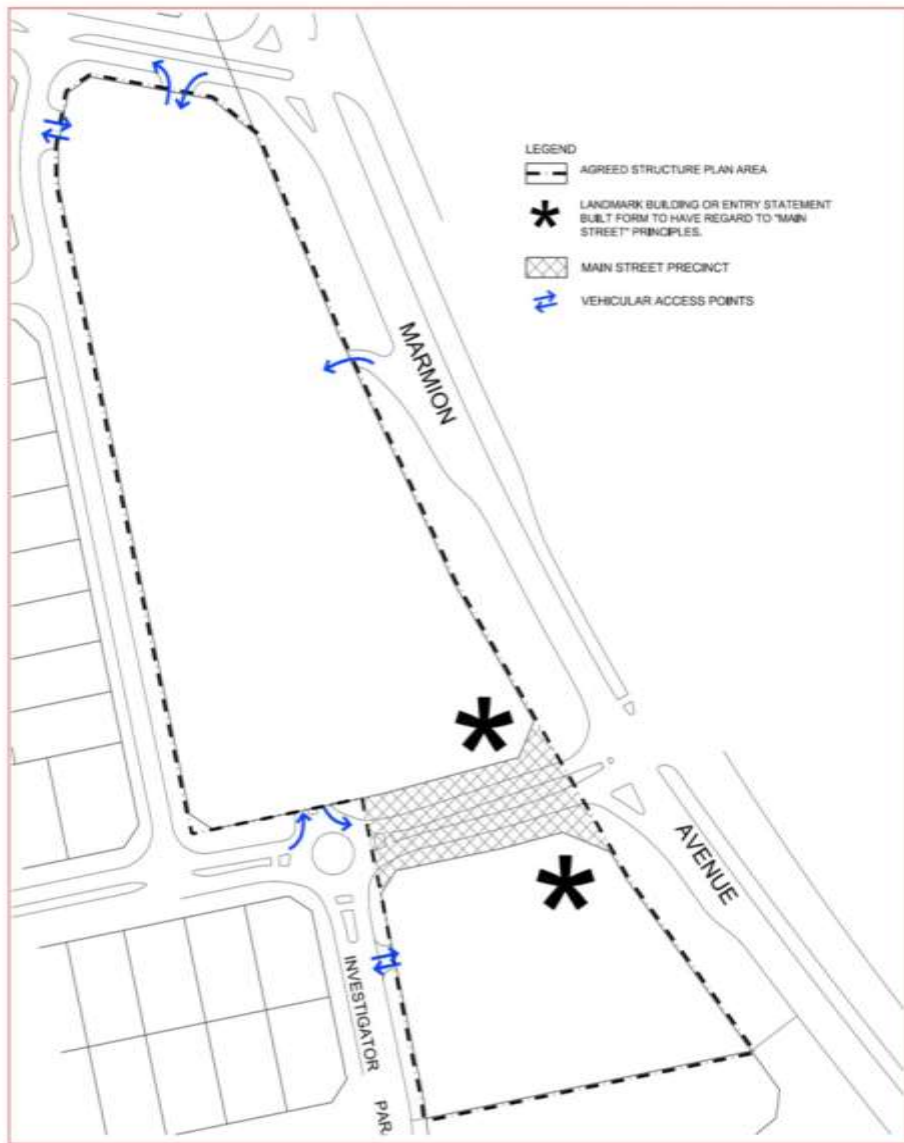 LEGEND
AGREED STRUCTURE PLAN AREA
LANDMARK BUILDING OR ENTRY STATEMENT
BUILT FORM TO HAVE REGARD TO "MAIN
STREET" PRINCIPLES.
MAIN STREET PRECINCT
VEHICULAR ACCESS POINTS
MARMION
AVENUE
INVESTIGATOR
PAR.